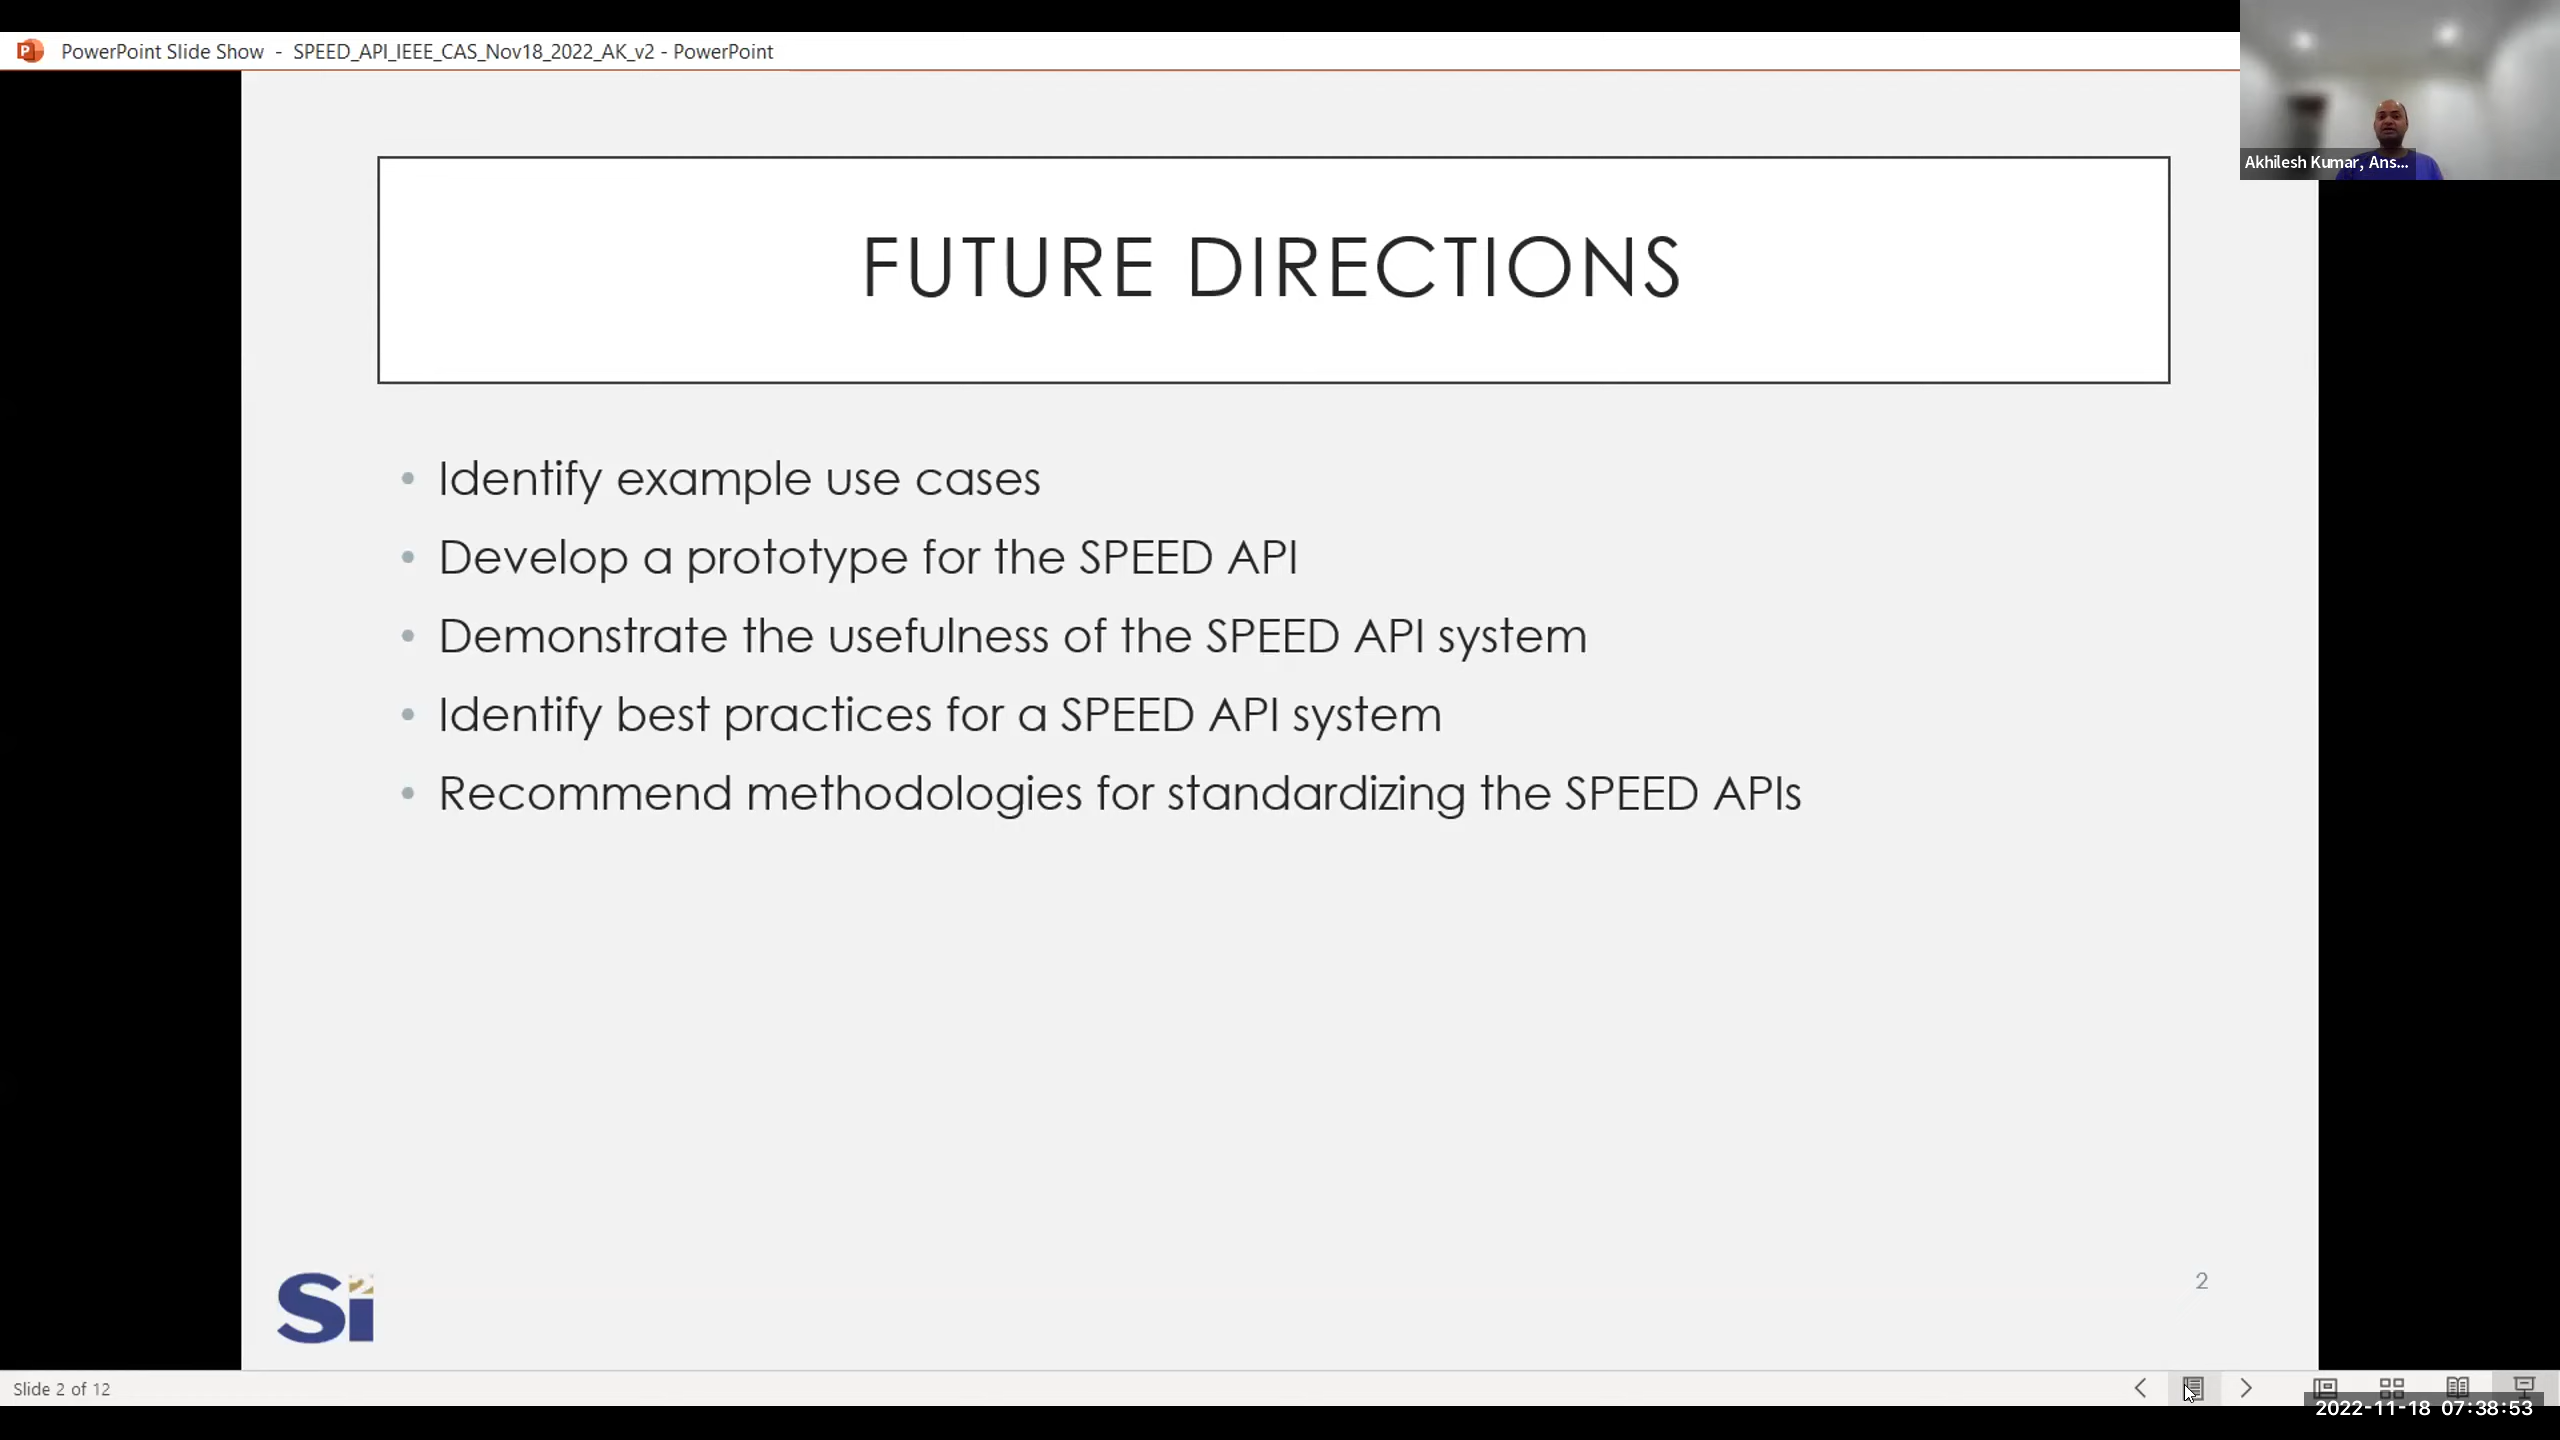 PowerPoint Slide Show - SPEED_API_IEEE_CAS_Nov18_2022_AK_v2 - PowerPoint
Akhilesh Kumar, Ans...
FUTURE DIRECTIONS
• Identify example use cases
• Develop a prototype for the SPEED API
• Demonstrate the usefulness of the SPEED API system
• Identify best practices for a SPEED API system
• Recommend methodologies for standardizing the SPEED APIs
Si2
2
Slide 2 of 12
2022-11-18 07:38:53